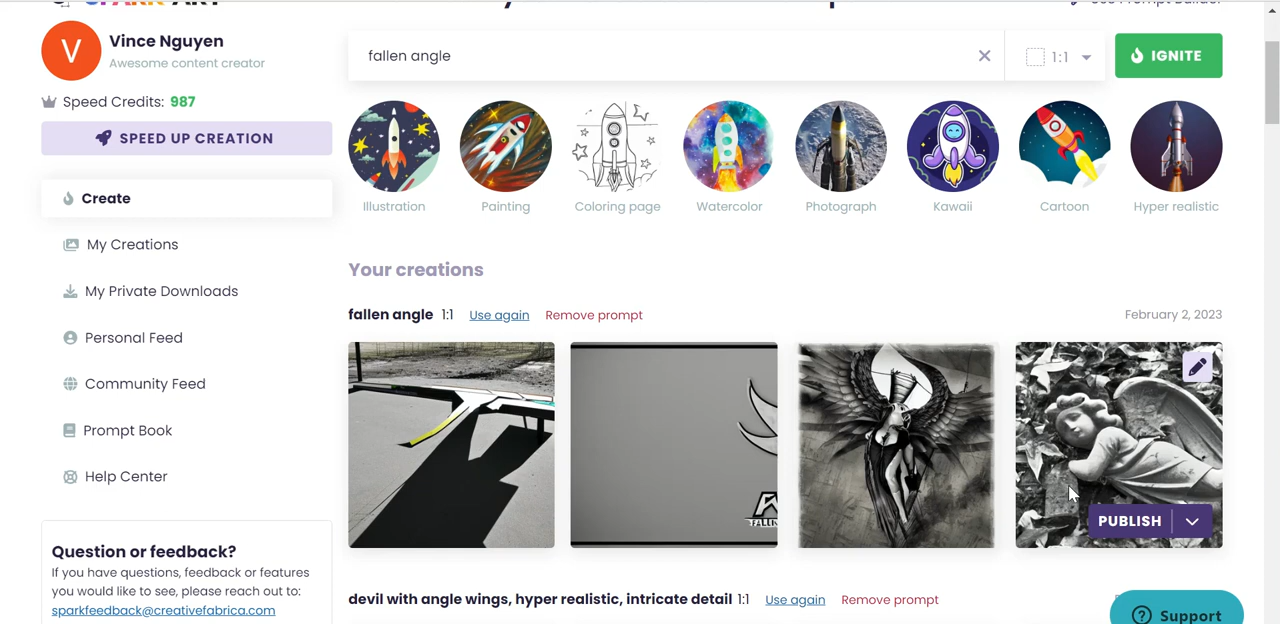 Vince Nguyen
Awesome content creator
Speed Credits: 987
SPEED UP CREATION
Create
My Creations
My Private Downloads
Personal Feed
Community Feed
Prompt Book
Help Center
Question or feedback?
If you have questions, feedback or features
you would like to see, please reach out to:
sparkfeedback@creativefabrica.com
fallen angle
1:1
IGNITE
Illustration
Painting
Coloring page
Watercolor
Photograph
Kawaii
Cartoon
Hyper realistic
Your creations
fallen angle 1:1 Use again Remove prompt
February 2, 2023
PUBLISH
devil with angle wings, hyper realistic, intricate detail 1:1 Use again Remove prompt
Support
V